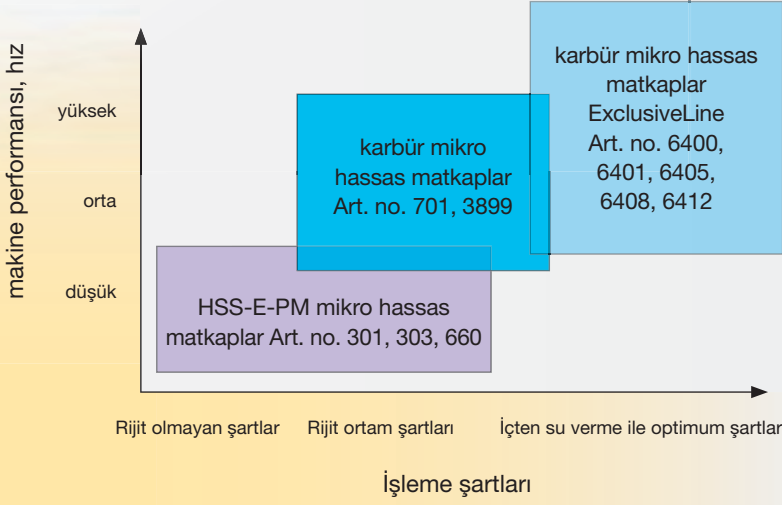 makine performansı, hız
yüksek
orta
düşük
karbür mikro hassas
matkaplar
ExclusiveLine
Art. no. 6400,
6401, 6405,
6408, 6412
karbür mikro
hassas matkaplar
Art. no. 701, 3899
HSS-E-PM mikro hassas
matkaplar Art. no. 301, 303, 660
Rijit olmayan şartlar
Rijit ortam şartları
İçten su verme ile optimum şartlar
İşleme şartları